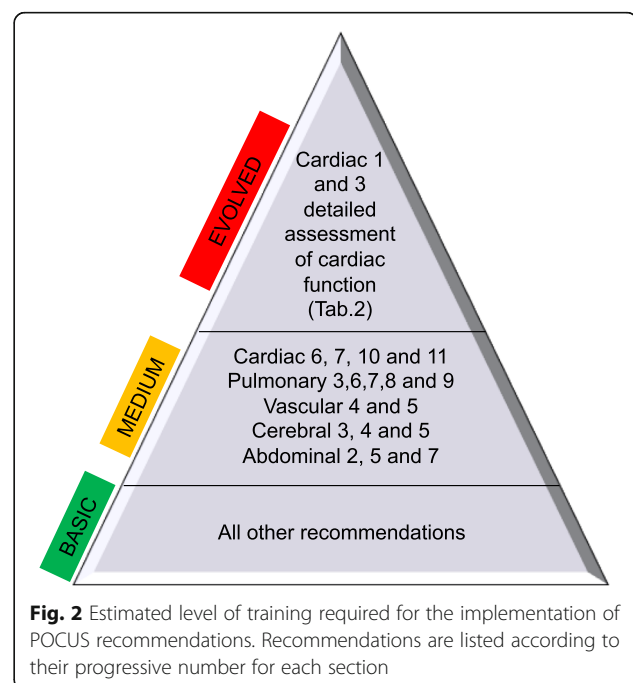 EVOLVED
Cardiac 1
and 3
detailed
assessment
of cardiac
function
(Tab.2)
MEDIUM
Cardiac 6, 7, 10 and 11
Pulmonary 3,6,7,8 and 9
Vascular 4 and 5
Cerebral 3, 4 and 5
Abdominal 2, 5 and 7
BASIC
All other recommendations
Fig. 2 Estimated level of training required for the implementation of
POCUS recommendations. Recommendations are listed according to
their progressive number for each section